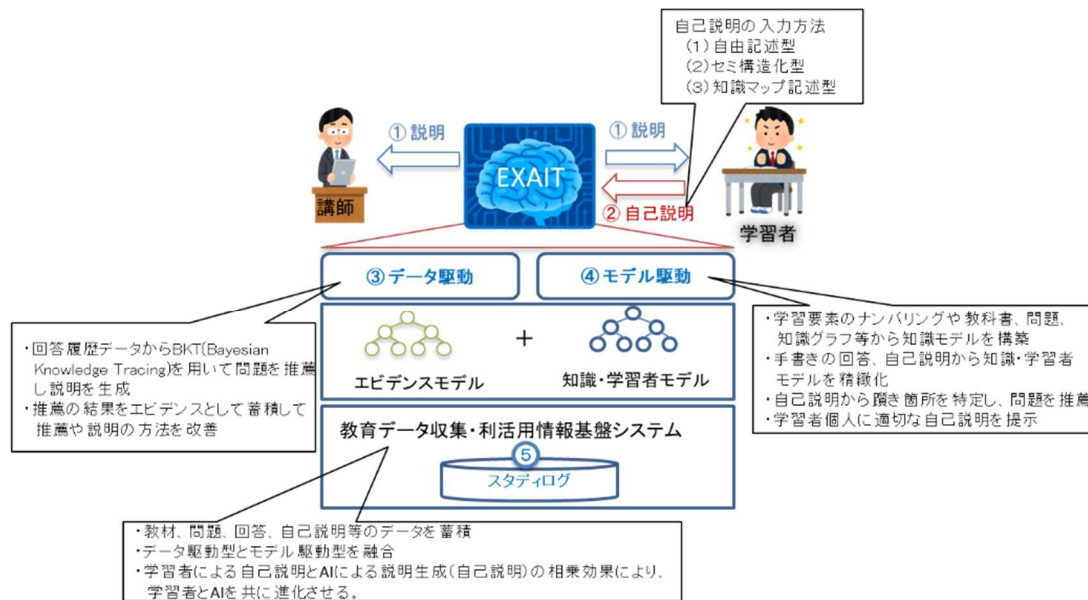 自己説明の入力方法
(1)自由記述型
(2)セミ構造化型
(3)知識マップ記述型
①説明
①説明
EXAIT
②自己説明
講師
学習者
③データ駆動
④モデル駆動
・回答履歴データからBKT(Bayesian
Knowledge Tracing)を用いて問題を推薦
し説明を生成
・推薦の結果をエビデンスとして蓄積して
推薦や説明の方法を改善
+
エビデンスモデル
知識・学習者モデル
・学習要素のナンバリングや教科書、問題、
知識グラフ等から知識モデルを構築
・手書きの回答、自己説明から知識・学習者
モデルを精緻化
・自己説明から躓き箇所を特定し、問題を推薦
・学習者個人に適切な自己説明を提示
教育データ収集・利活用情報基盤システム
⑤
スタディログ
・教材、問題、回答、自己説明等のデータを蓄積
・データ駆動型とモデル駆動型を融合
・学習者による自己説明とAIによる説明生成(自己説明)の相乗効果により、
学習者とAIを共に進化させる。